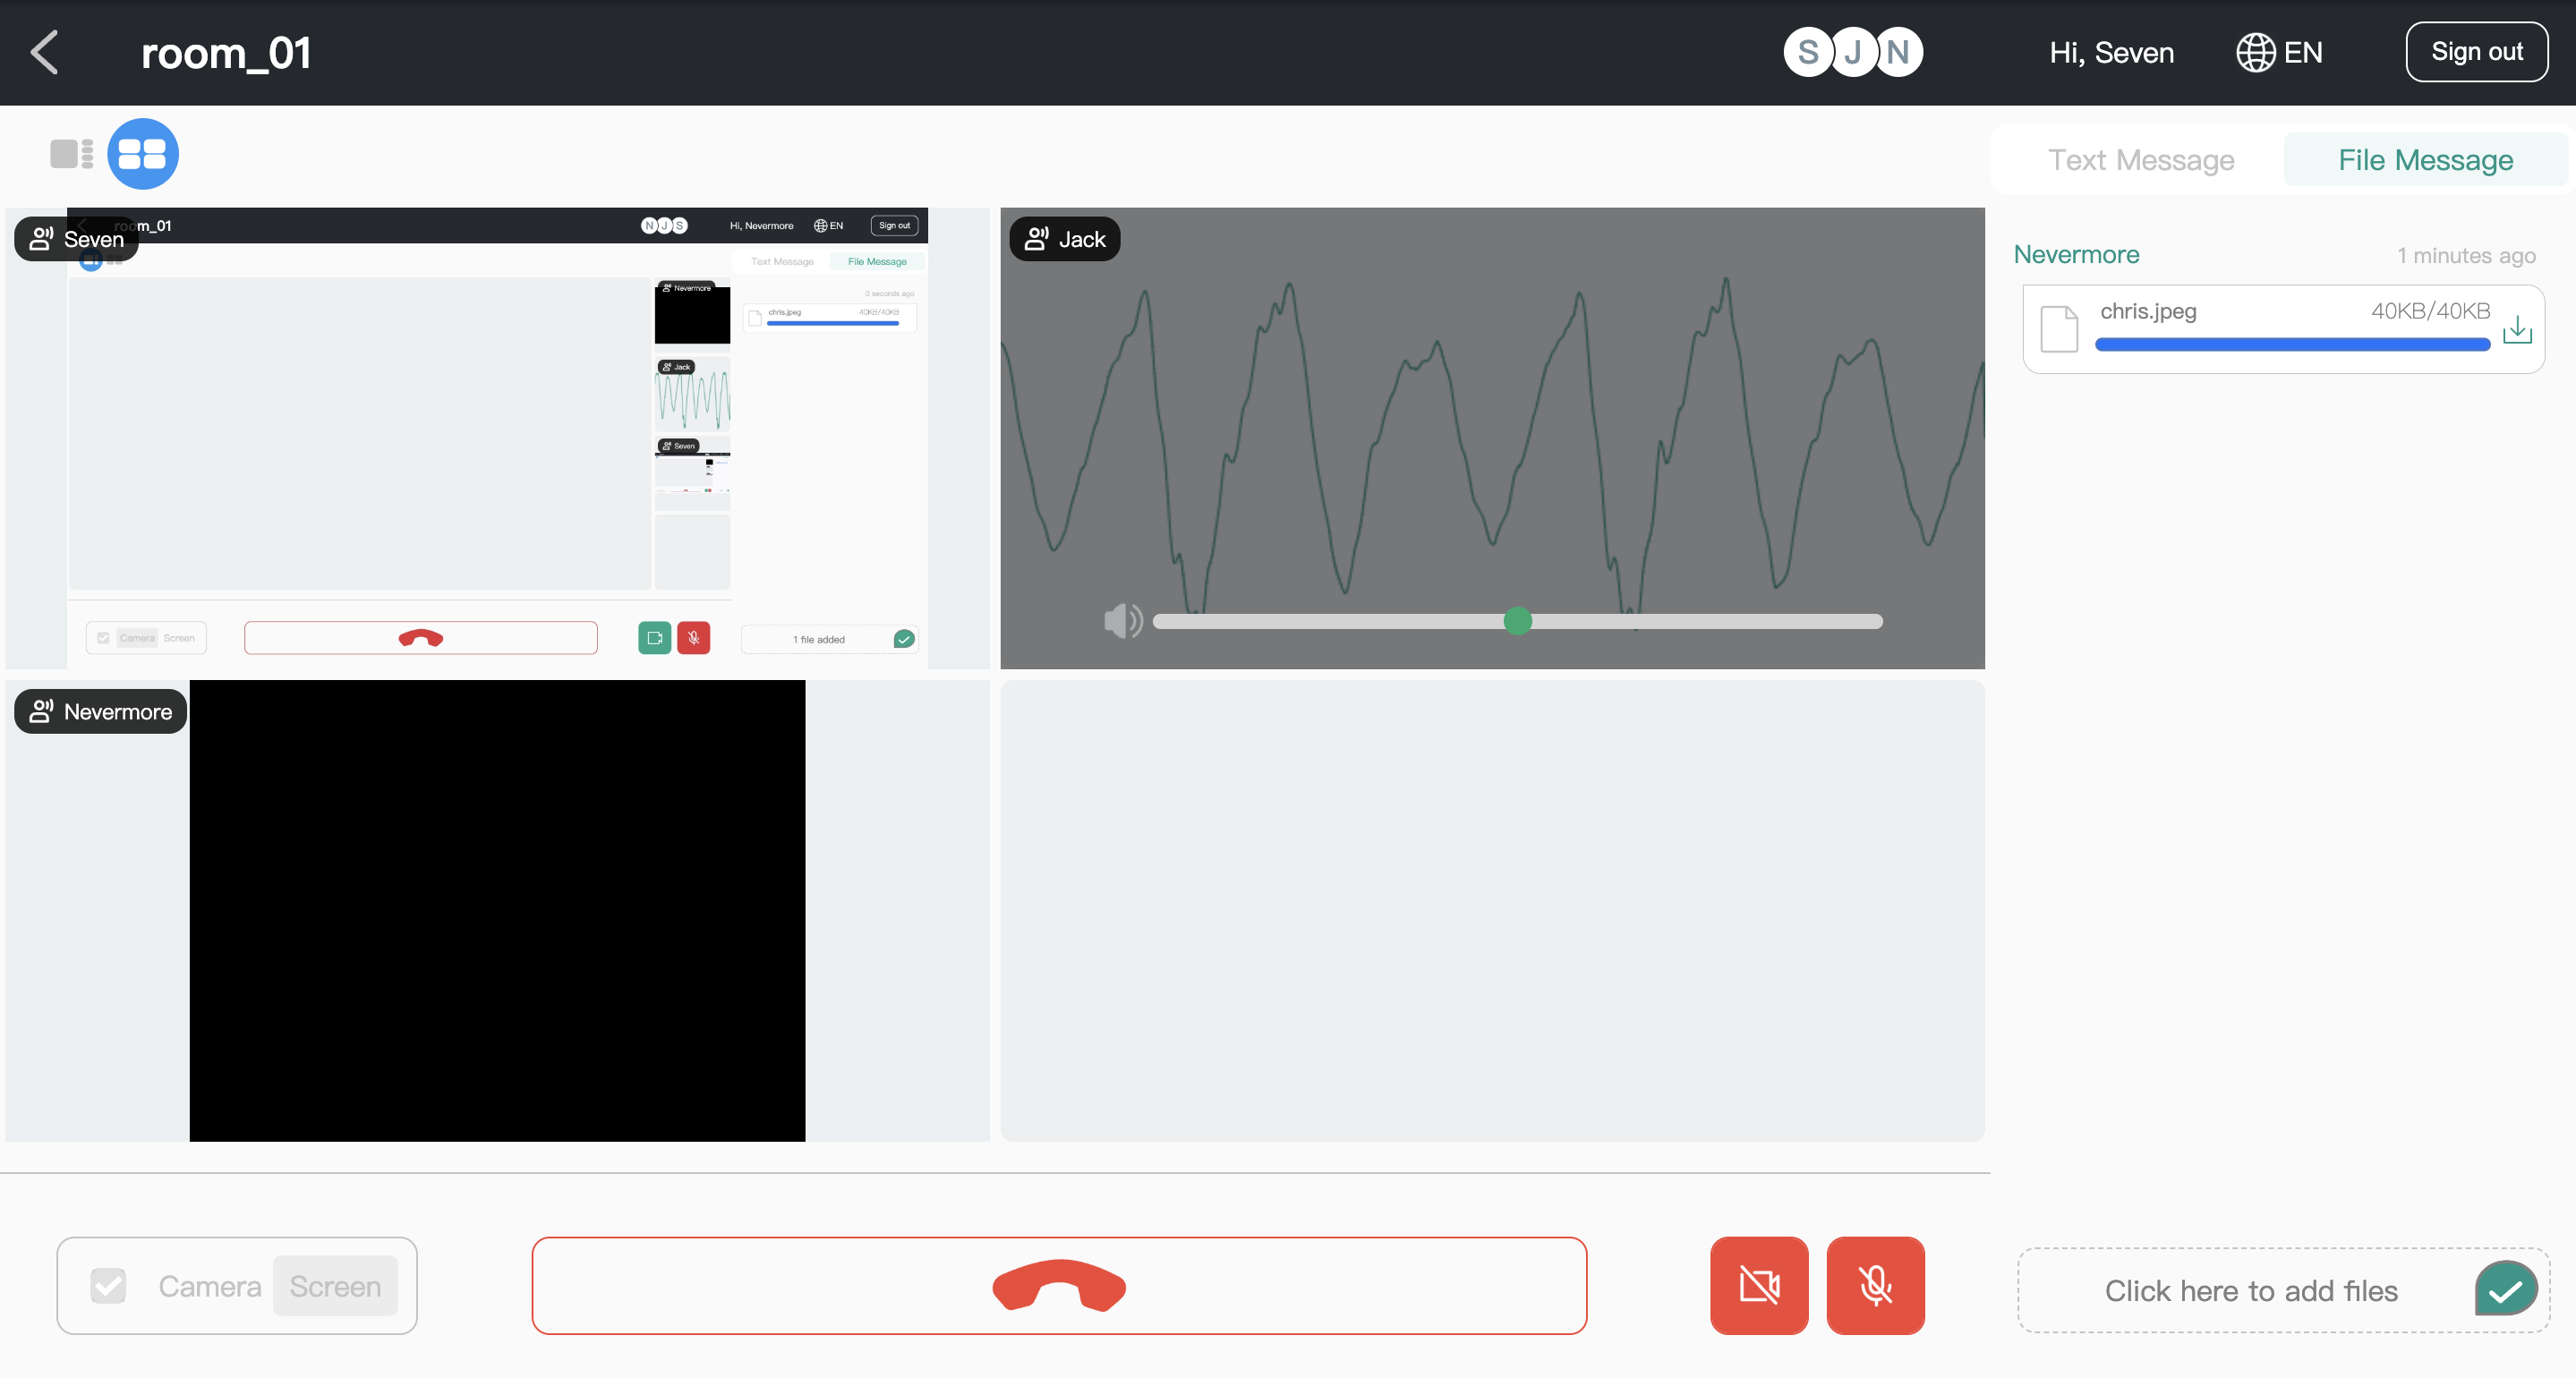 room_01
S J N
Hi, Seven
EN
Sign out
Text Message
File Message
Seven
om_01
N J S
Hi, Nevermore
EN
Sign out
Text Message
File Message
Nevermore
0 seconds ago
chris.jpeg
40KB/40KB
Jack
Seven
Camera
Screen
1 file added
Jack
Nevermore
Nevermore
1 minutes ago
chris.jpeg
40KB/40KB
Camera
Screen
Click here to add files